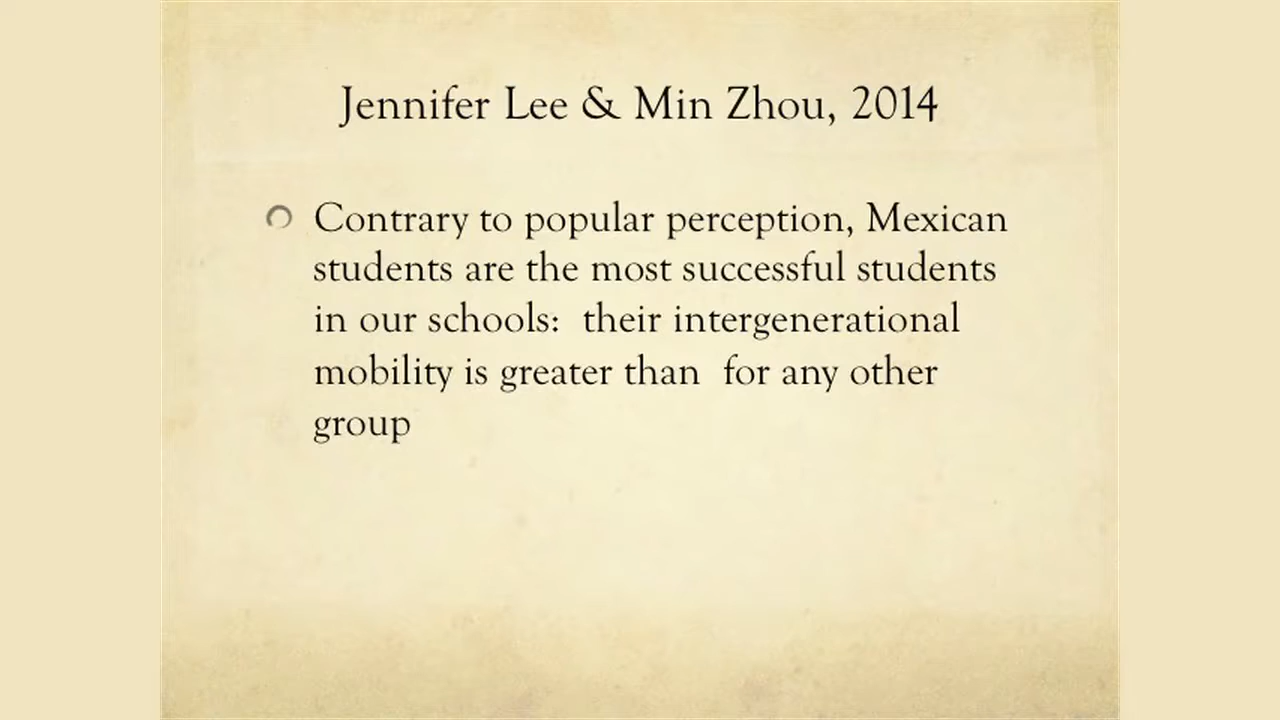 Jennifer Lee & Min Zhou, 2014
Contrary to popular perception, Mexican
students are the most successful students
in our schools:  their intergenerational
mobility is greater than  for any other
group